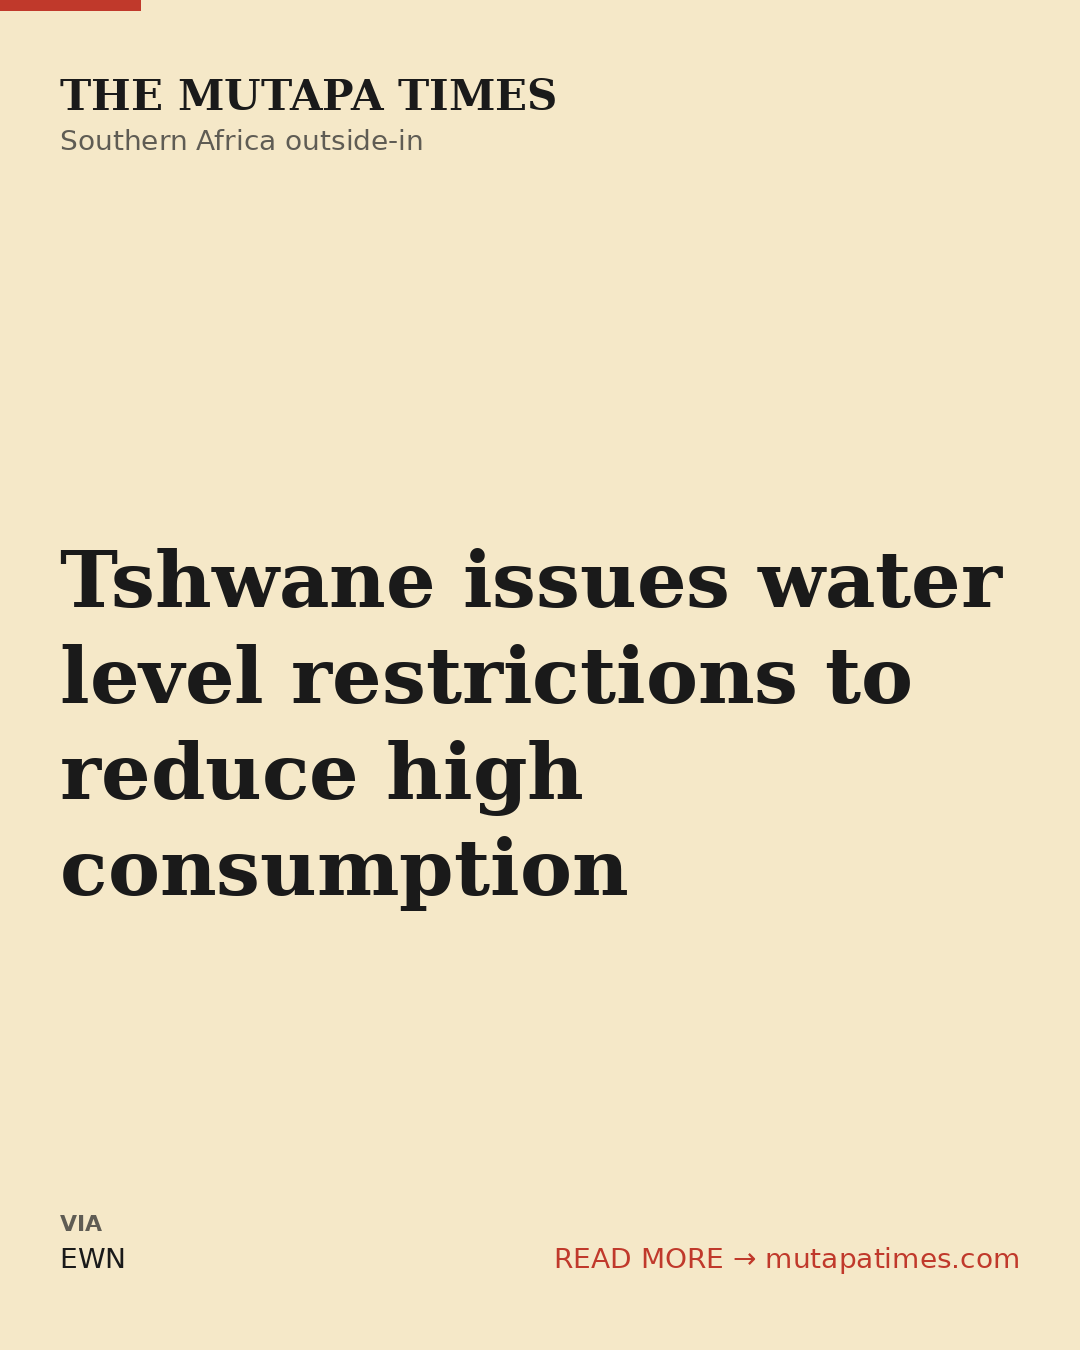 THE MUTAPA TIMES
Southern Africa outside-in
Tshwane issues water
level restrictions to
reduce high
consumption
VIA
EWN
READ MORE → mutapatimes.com